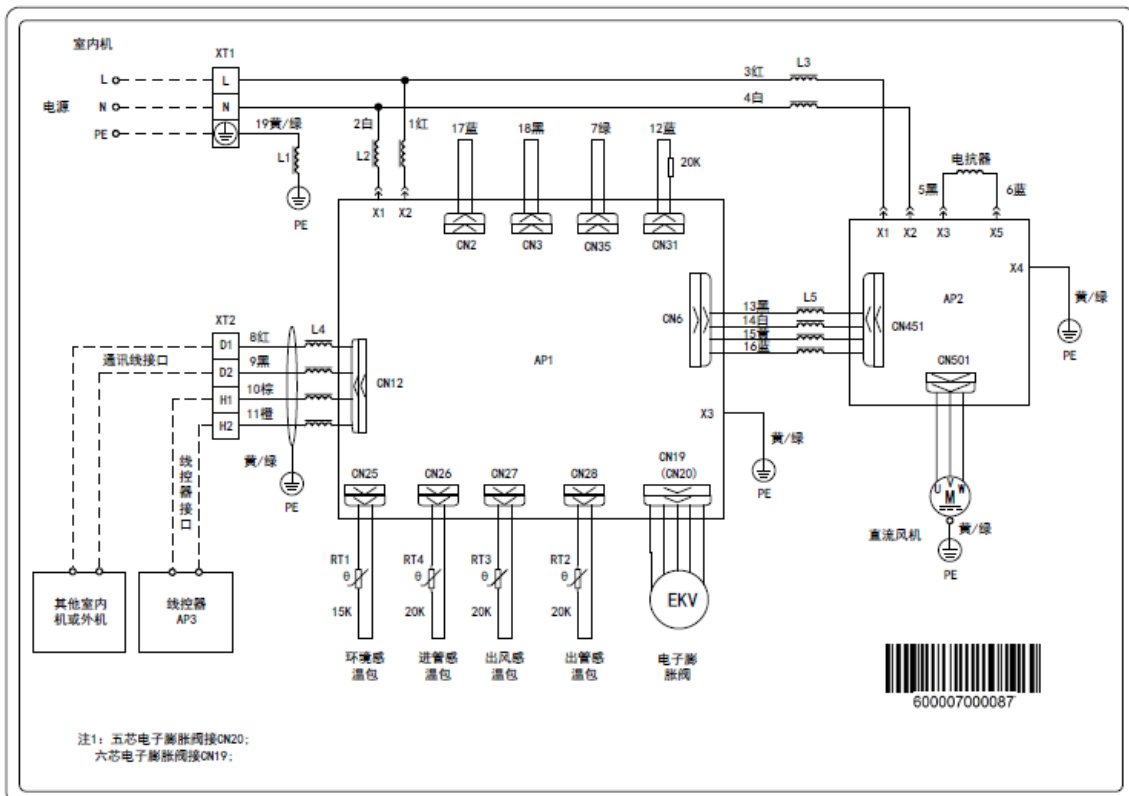 室内机
XT1
L
L
3红
L3
电源
N
N
4白
PE
19黄/绿
L1
PE
2白
1红
L2
17蓝
18黑
7绿
12蓝
20K
电抗器
5黑
6蓝
X1
X2
CN2
CN3
CN35
CN31
X1
X2
X3
X5
X4
AP2
黄/绿
PE
CN6
13黑
14白
15黄
16蓝
L5
CN451
CN501
AP1
XT2
通讯线接口
D1
D2
H1
H2
8红
9黑
10棕
11橙
L4
CN12
黄/绿
PE
线控器接口
X3
黄/绿
PE
CN25
CN26
CN27
CN28
CN19
(CN20)
U
V
W
M
直流风机
黄/绿
PE
RT1
θ
15K
RT4
θ
20K
RT3
θ
20K
RT2
θ
20K
EKV
其他室内
机或外机
线控器
AP3
环境感
温包
进管感
温包
出风感
温包
出管感
温包
电子膨
胀阀
600007000087
注1：五芯电子膨胀阀接CN20;
六芯电子膨胀阀接CN19;